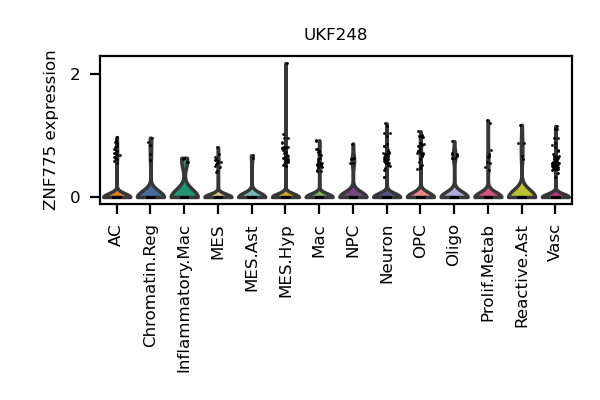 UKF248
ZNF775 expression
2
0
AC
Chromatin.Reg
Inflammatory.Mac
MES
MES.Ast
MES.Hyp
Mac
NPC
Neuron
OPC
Oligo
Prolif.Metab
Reactive.Ast
Vasc